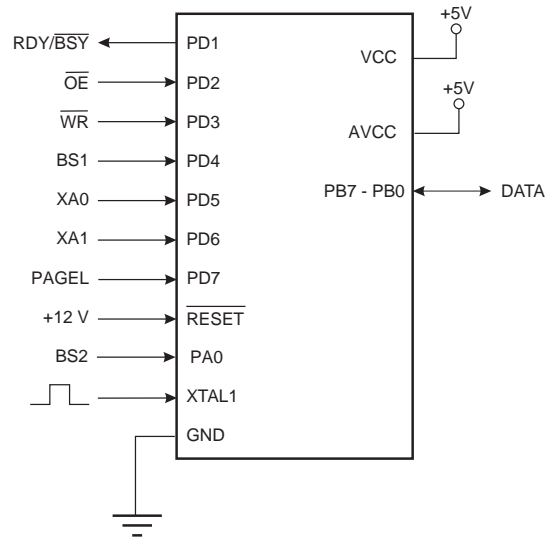 RDY/BSY PD1
OE PD2
WR PD3
BS1 PD4
XA0 PD5
XA1 PD6
PAGEL PD7
+12 V RESET
BS2 PA0
XTAL1
GND
+5V
VCC
+5V
AVCC
PB7 - PB0 DATA